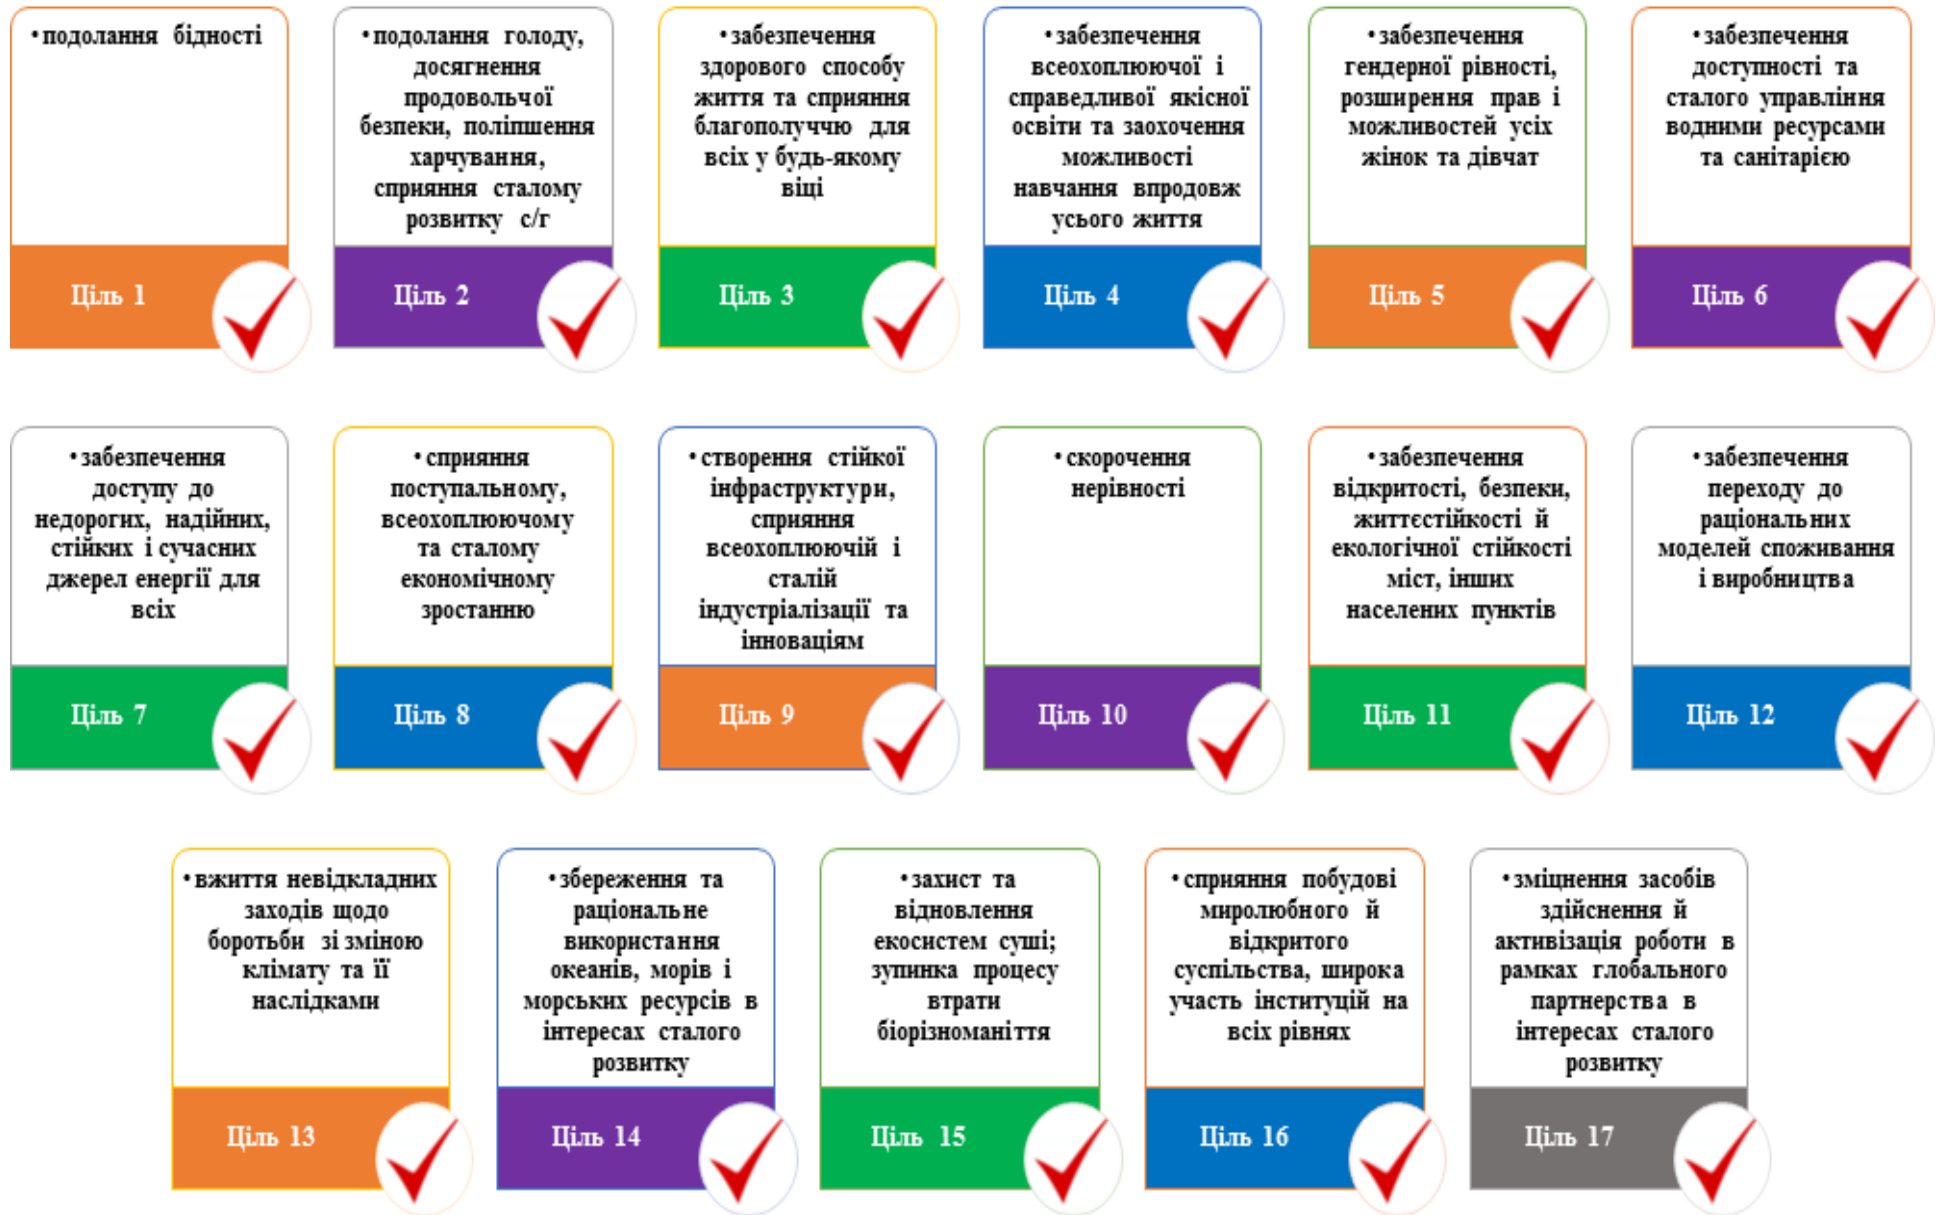 •подолання бідності
Ціль 1
•подолання голоду,
досягнення
продовольчої
безпеки, поліпшення
харчування,
сприяння сталому
розвитку с/г
Ціль 2
•забезпечення
здорового способу
життя та сприяння
благополуччю для
всіх у будь-якому
віці
Ціль 3
•забезпечення
всеохоплюючої і
справедливої якісної
освіти та заохочення
можливості
навчання впродовж
усього життя
Ціль 4
•забезпечення
гендерної рівності,
розширення прав і
можливостей усіх
жінок та дівчат
Ціль 5
•забезпечення
доступності та
сталого управління
водними ресурсами
та санітарією
Ціль 6
•забезпечення
доступу до
недорогих, надійних,
стійких і сучасних
джерел енергії для
всіх
Ціль 7
•сприяння
поступальному,
всеохоплюючому
та сталому
економічному
зростанню
Ціль 8
•створення стійкої
інфраструктури,
сприяння
всеохоплюючій і
сталій
індустріалізації та
інноваціям
Ціль 9
•скорочення
нерівності
Ціль 10
•забезпечення
відкритості, безпеки,
життєстійкості й
екологічної стійкості
міст, інших
населених пунктів
Ціль 11
•забезпечення
переходу до
раціональних
моделей споживання
і виробництва
Ціль 12
•вжиття невідкладних
заходів щодо
боротьби зі зміною
клімату та її
наслідками
Ціль 13
•збереження та
раціональне
використання
океанів, морів і
морських ресурсів в
інтересах сталого
розвитку
Ціль 14
•захист та
відновлення
екосистем суші;
зупинка процесу
втрати
біорізноманіття
Ціль 15
•сприяння побудові
миролюбного й
відкритого
суспільства, широка
участь інституцій на
всіх рівнях
Ціль 16
•зміцнення засобів
здійснення й
активізація роботи в
рамках глобального
партнерства в
інтересах сталого
розвитку
Ціль 17